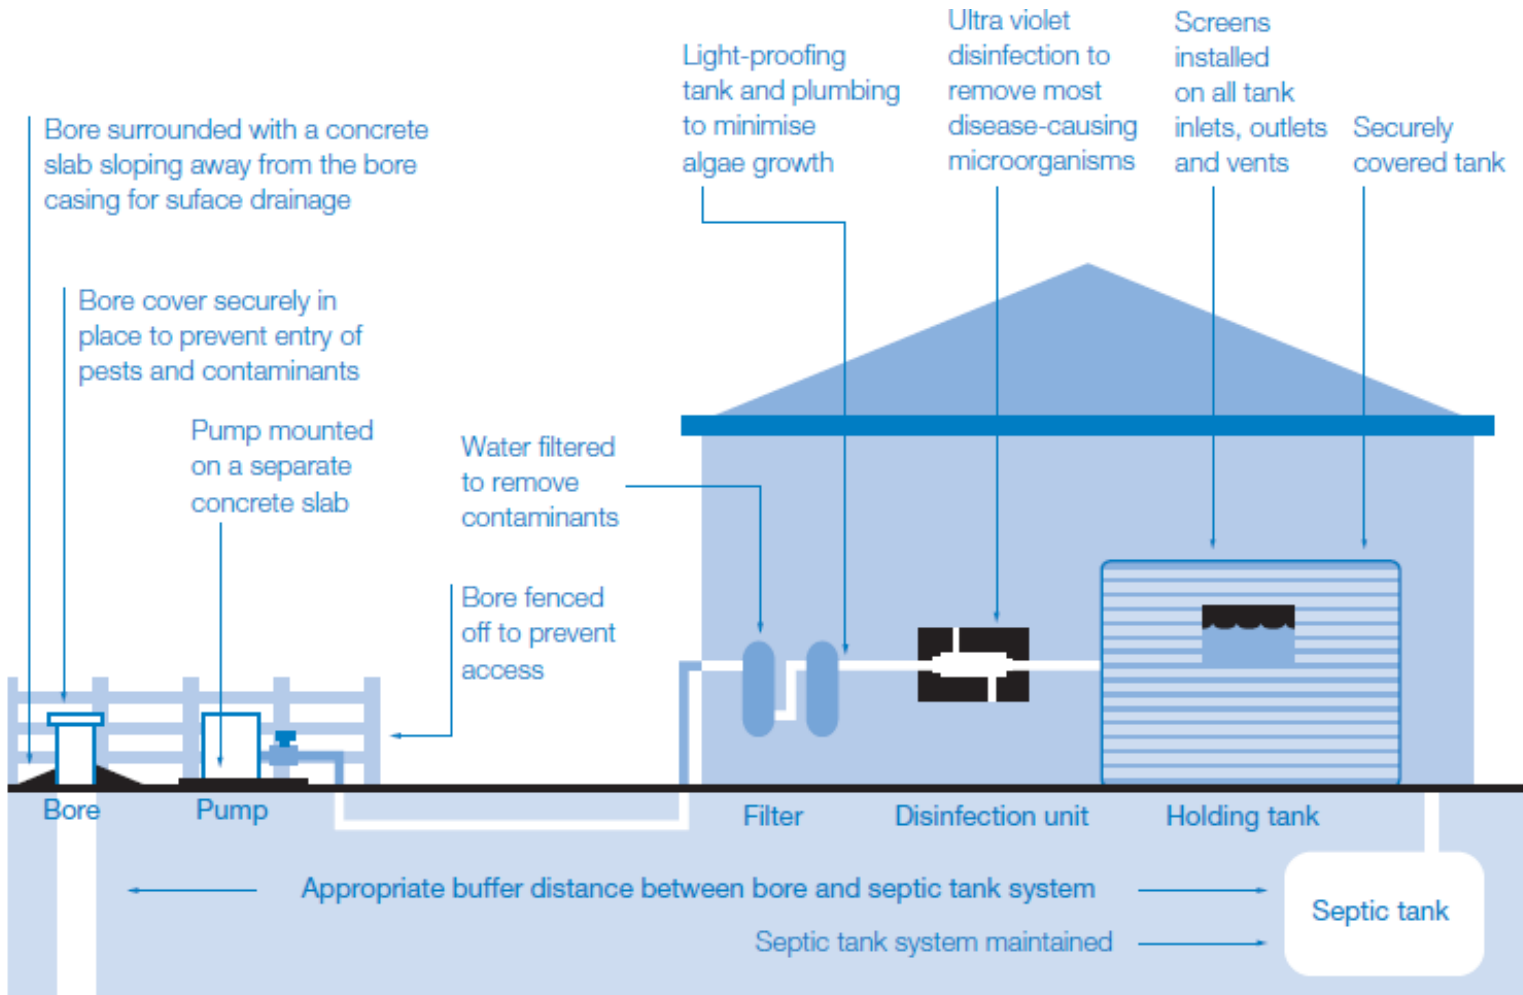 Bore surrounded with a concrete
slab sloping away from the bore
casing for suface drainage
Bore cover securely in
place to prevent entry of
pests and contaminants
Pump mounted
on a separate
concrete slab
Water filtered
to remove
contaminants
Bore fenced
off to prevent
access
Light-proofing
tank and plumbing
to minimise
algae growth
Ultra violet
disinfection to
remove most
disease-causing
microorganisms
Screens
installed
on all tank
inlets, outlets
and vents
Securely
covered tank
Bore
Pump
Filter
Disinfection unit
Holding tank
Appropriate buffer distance between bore and septic tank system
Septic tank system maintained
Septic tank